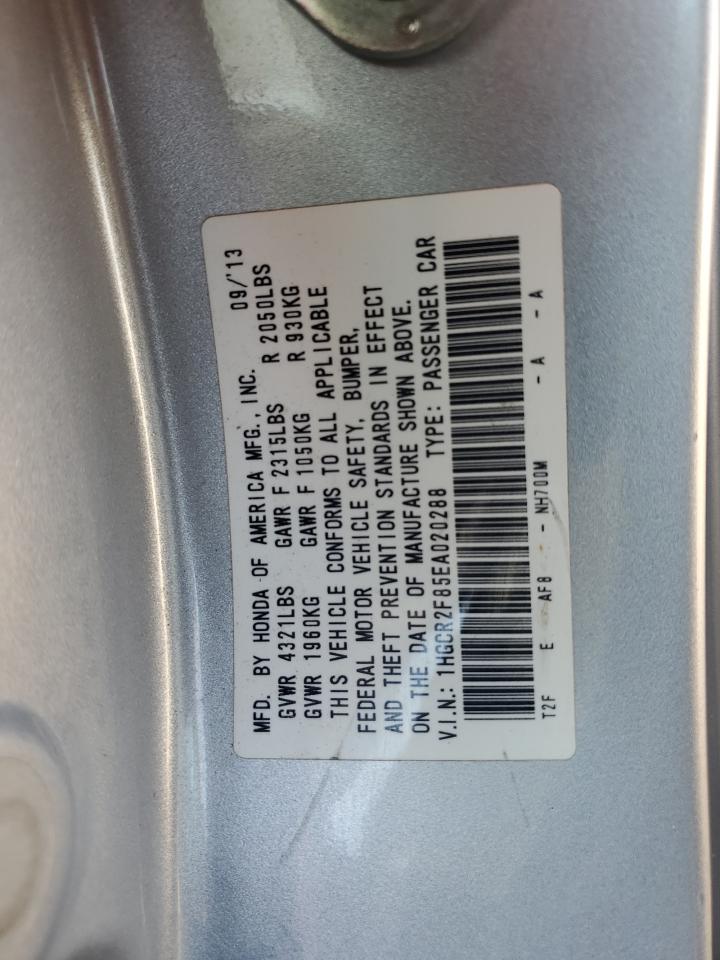 MFD. BY HONDA OF AMERICA MFG., INC. 09/'13
GVWR 4321LBS GAWR F 2315LBS R 2050LBS
GVWR 1960KG GAWR F 1050KG R 930KG
THIS VEHICLE CONFORMS TO ALL APPLICABLE
FEDERAL MOTOR VEHICLE SAFETY, BUMPER,
AND THEFT PREVENTION STANDARDS IN EFFECT
ON THE DATE OF MANUFACTURE SHOWN ABOVE.
V.I.N.: 1HGCR2F85EA020288 TYPE: PASSENGER CAR
T2F E AF8 - NH700M - A - A